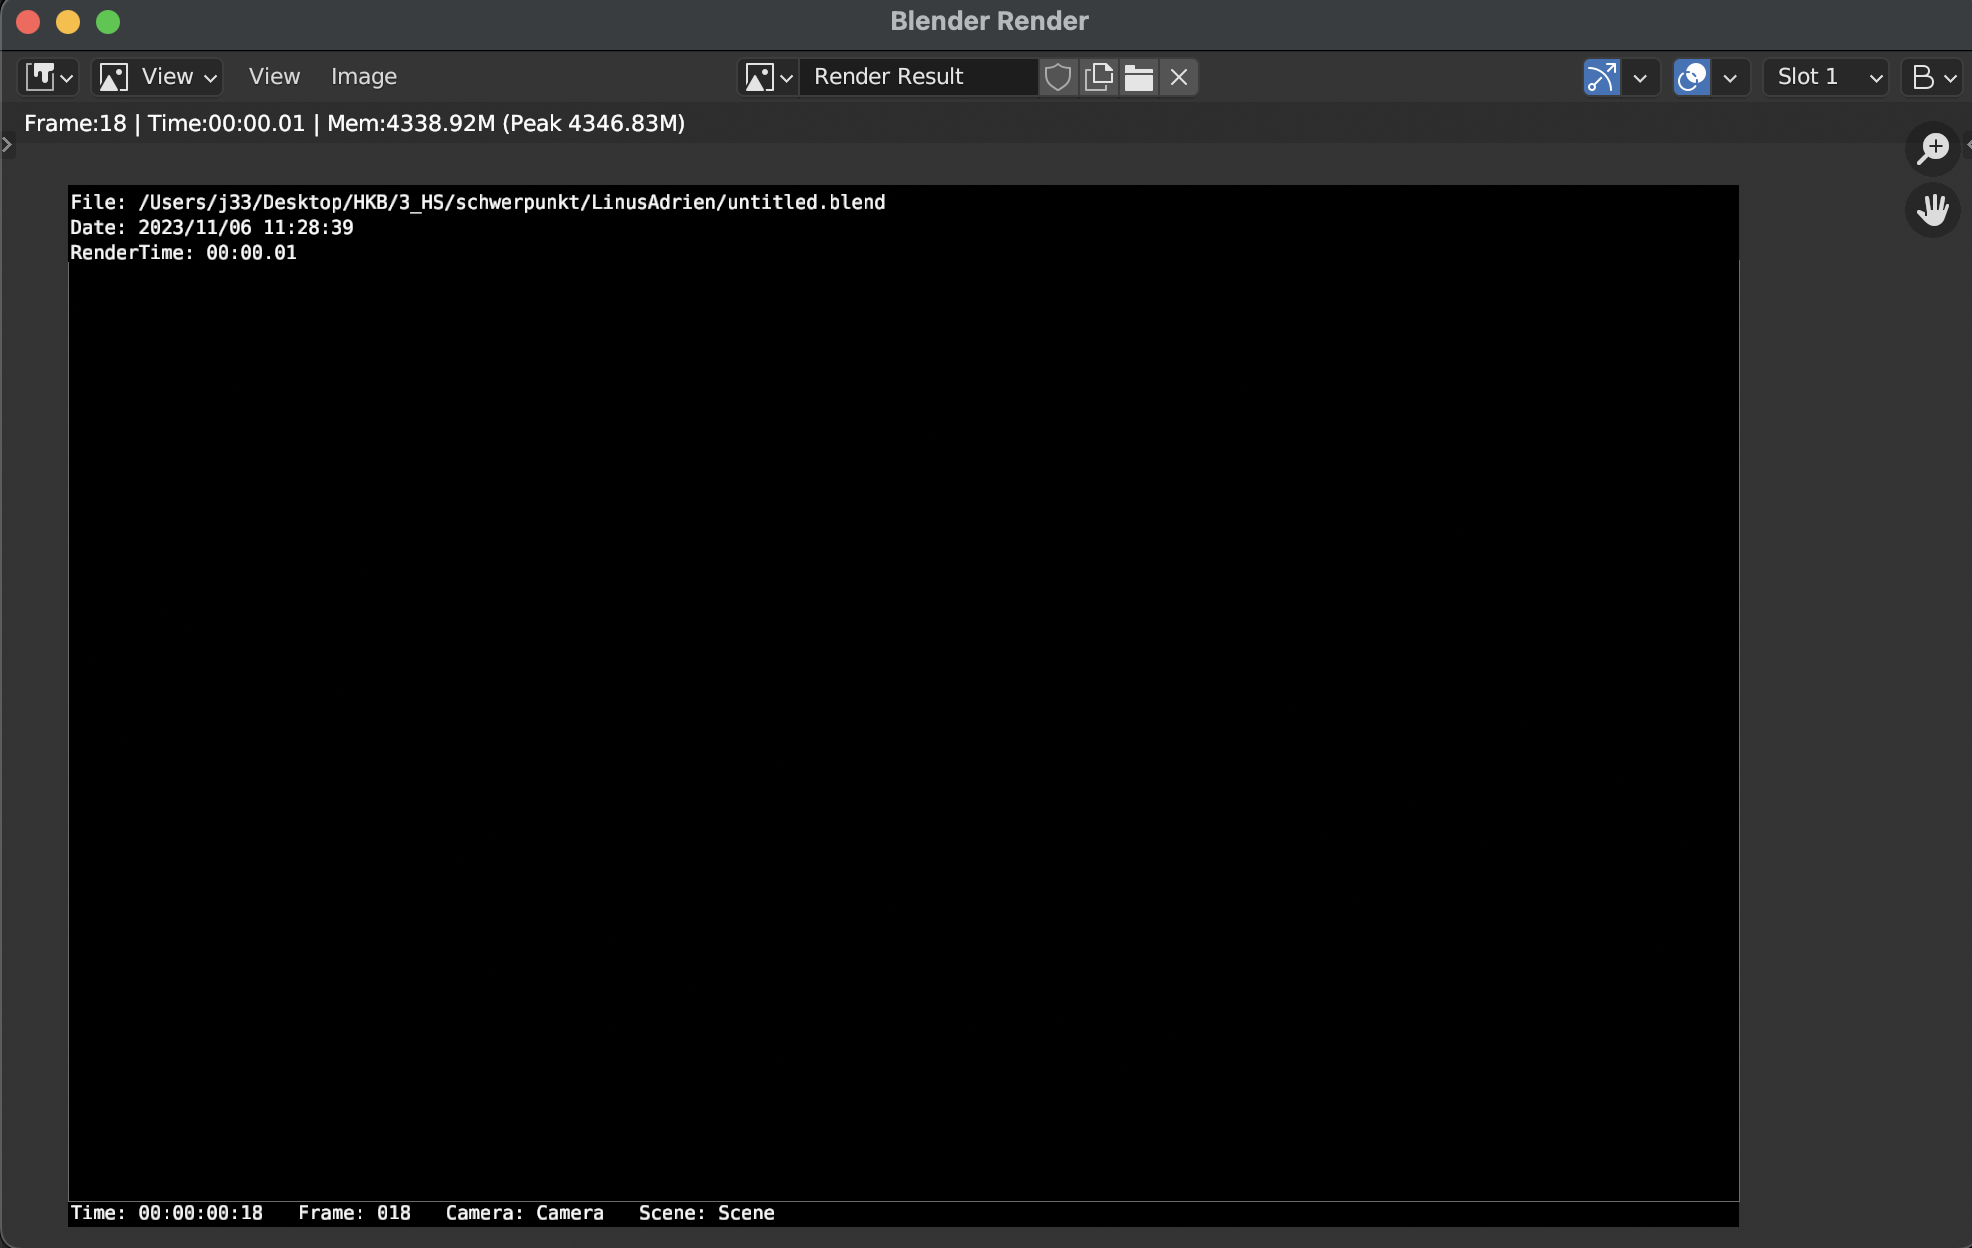 Blender Render
View View Image Render Result Slot 1
Frame:18 | Time:00:00.01 | Mem:4338.92M (Peak 4346.83M)
File: /Users/j33/Desktop/HKB/3_HS/schwerpunkt/LinusAdrien/untitled.blend
Date: 2023/11/06 11:28:39
RenderTime: 00:00.01
Time: 00:00:00:18 Frame: 018 Camera: Camera Scene: Scene